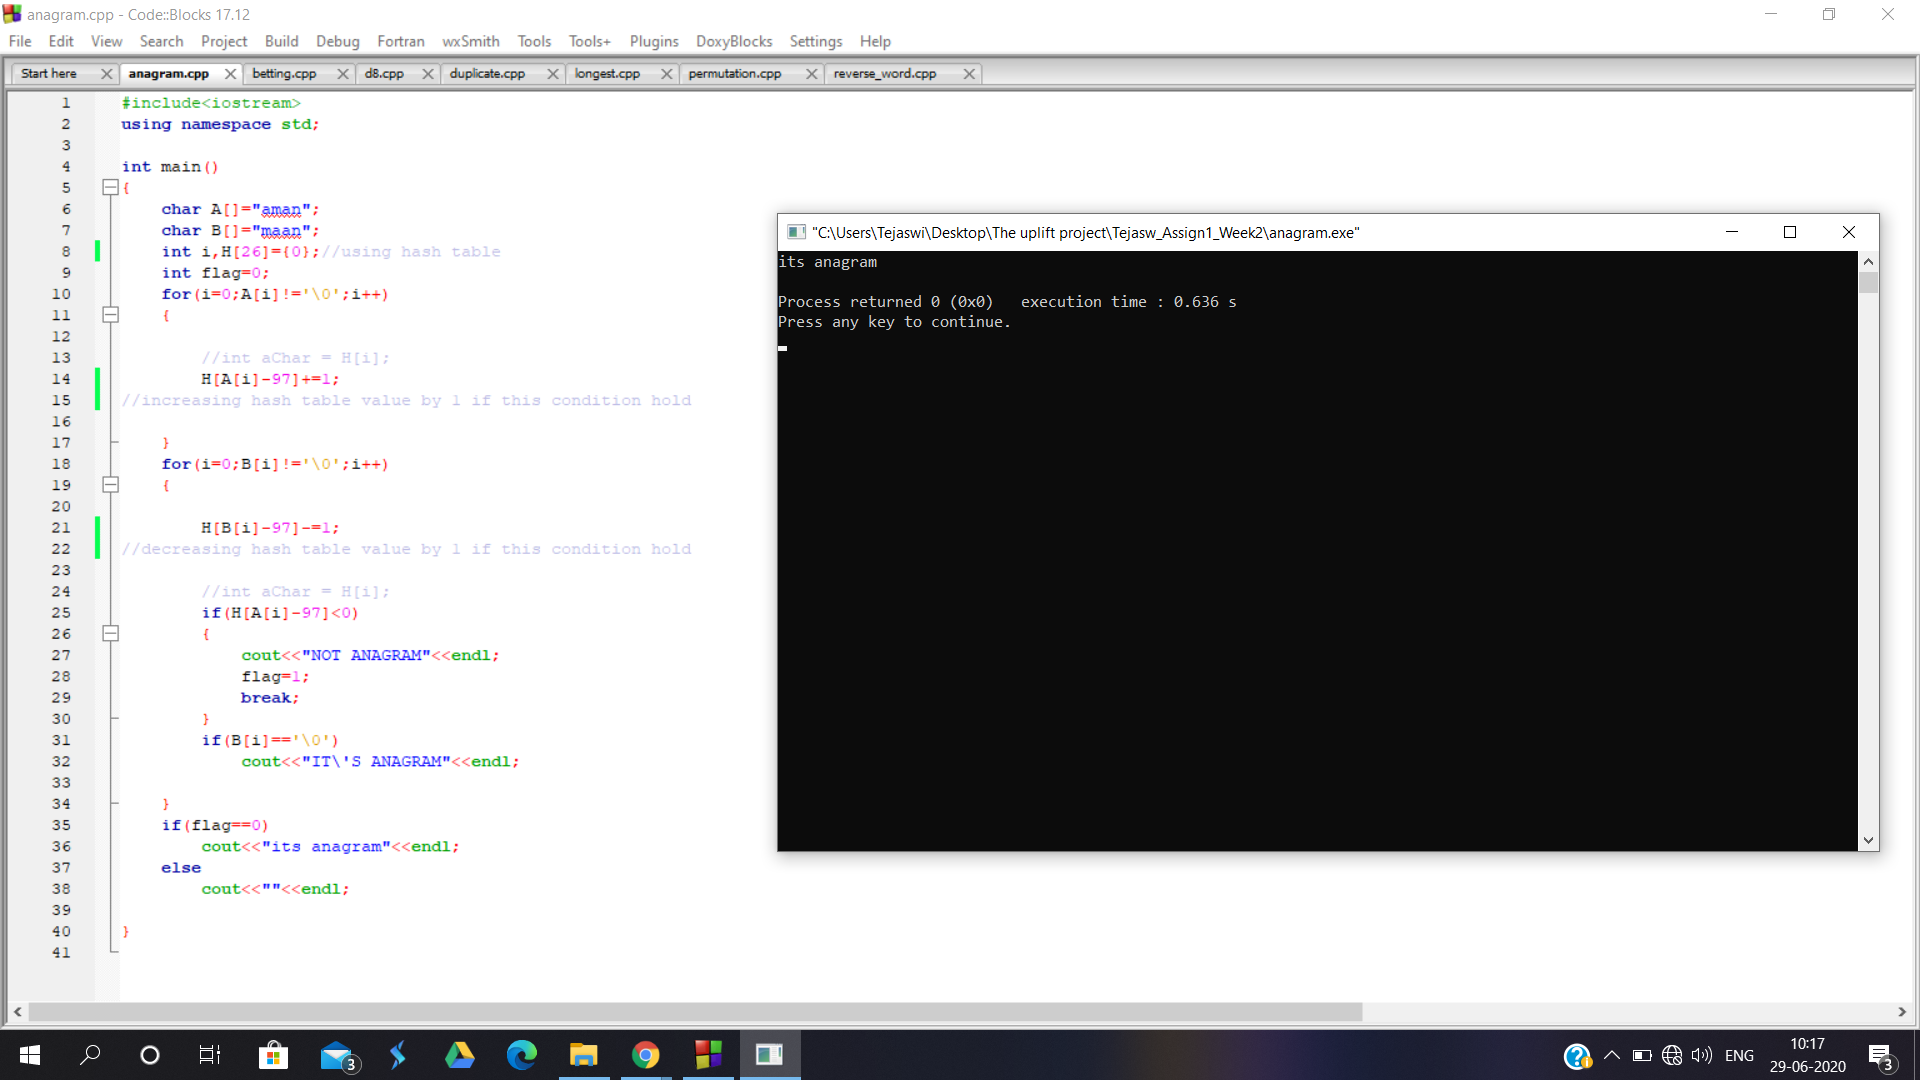 anagram.cpp - Code::Blocks 17.12
File Edit View Search Project Build Debug Fortran wxSmith Tools Tools+ Plugins DoxyBlocks Settings Help
Start here anagram.cpp betting.cpp d8.cpp duplicate.cpp longest.cpp permutation.cpp reverse_word.cpp
1 #include<iostream>
2 using namespace std;
3
4 int main()
5 {
6 char A[]="aman";
7 char B[]="maan";
8 int i,H[26]={0};//using hash table
9 int flag=0;
10 for(i=0;A[i]!='\0';i++)
11 {
12
13 //int aChar = H[i];
14 H[A[i]-97]+=1;
15 //increasing hash table value by 1 if this condition hold
16
17 }
18 for(i=0;B[i]!='\0';i++)
19 {
20
21 H[B[i]-97]-=1;
22 //decreasing hash table value by 1 if this condition hold
23
24 //int aChar = H[i];
25 if(H[A[i]-97]<0)
26 {
27 cout<<"NOT ANAGRAM"<<endl;
28 flag=1;
29 break;
30 }
31 if(B[i]=='\0')
32 cout<<"IT\'S ANAGRAM"<<endl;
33
34 }
35 if(flag==0)
36 cout<<"its anagram"<<endl;
37 else
38 cout<<""<<endl;
39
40 }
41
"C:\Users\Tejaswi\Desktop\The uplift project\Tejasw_Assign1_Week2\anagram.exe"
its anagram
Process returned 0 (0x0) execution time : 0.636 s
Press any key to continue.
3
ENG
10:17
29-06-2020
3